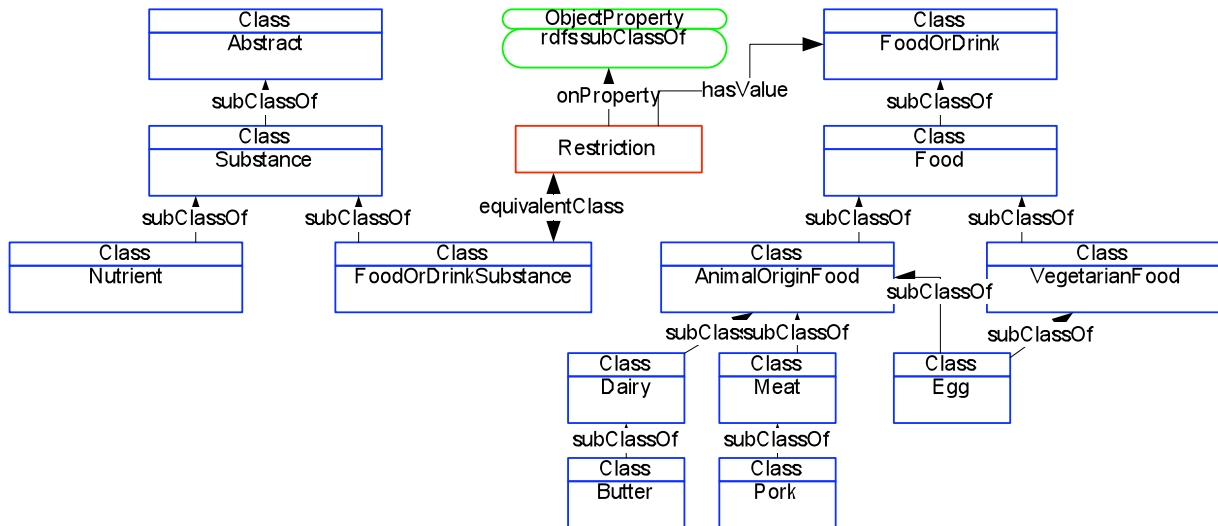 Class
Abstract
ObjectProperty
rdfs:subClassOf
Class
FoodOrDrink
subClassOf
onProperty
hasValue
subClassOf
Class
Substance
Restriction
Class
Food
subClassOf
subClassOf
equivalentClass
subClassOf
subClassOf
Class
Nutrient
Class
FoodOrDrinkSubstance
Class
AnimalOriginFood
subClassOf
Class
VegetarianFood
subClass
subClassOf
subClassOf
Class
Dairy
Class
Meat
Class
Egg
subClassOf
subClassOf
Class
Butter
Class
Pork